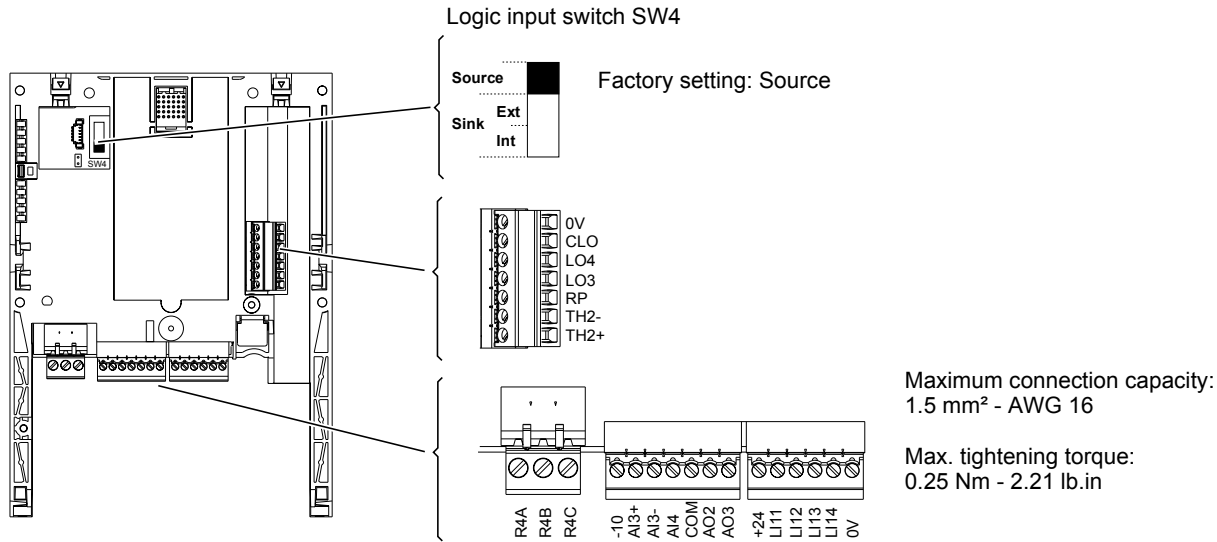 Logic input switch SW4
Source
Sink
Ext
Int
Factory setting: Source
SW4
0V
CLO
LO4
LO3
RP
TH2-
TH2+
R4A
R4B
R4C
-10
AI3+
AI3-
AI4
COM
AO2
AO3
+24
LI11
LI12
LI13
LI14
0V
Maximum connection capacity:
1.5 mm² - AWG 16
Max. tightening torque:
0.25 Nm - 2.21 lb.in